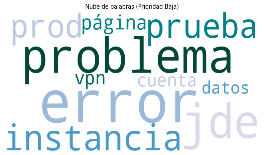 Nube de palabras (Prioridad Baja)
prod página prueba
problema
vpn cuenta datos
error jde
instancia